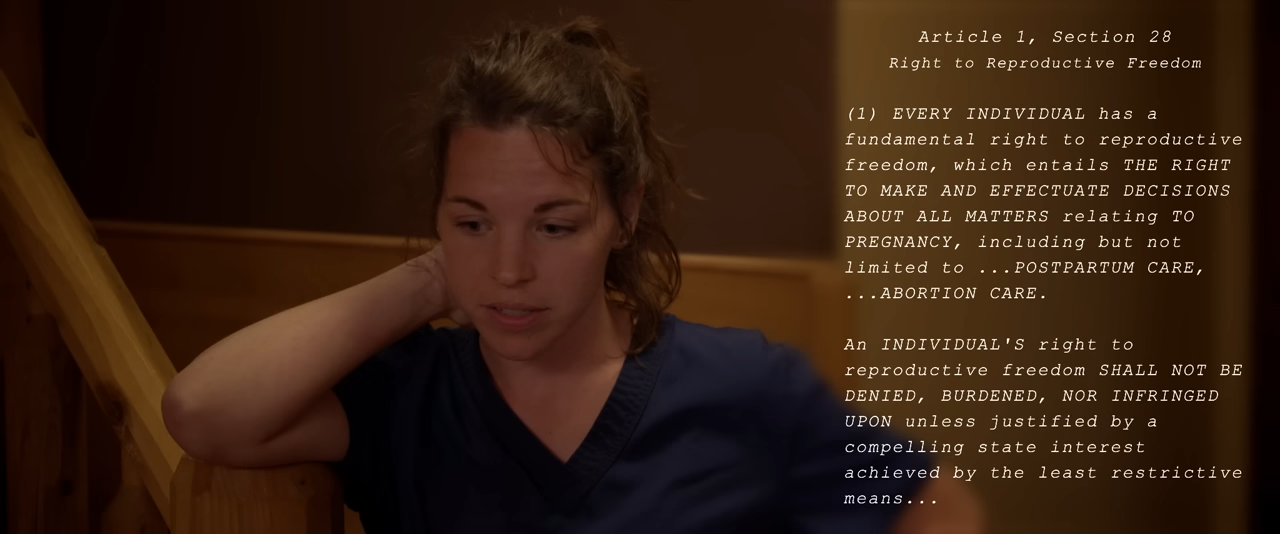 Article 1, Section 28
Right to Reproductive Freedom
(1) EVERY INDIVIDUAL has a
fundamental right to reproductive
freedom, which entails THE RIGHT
TO MAKE AND EFFECTUATE DECISIONS
ABOUT ALL MATTERS relating TO
PREGNANCY, including but not
limited to ...POSTPARTUM CARE,
...ABORTION CARE.
An INDIVIDUAL'S right to
reproductive freedom SHALL NOT BE
DENIED, BURDENED, NOR INFRINGED
UPON unless justified by a
compelling state interest
achieved by the least restrictive
means...